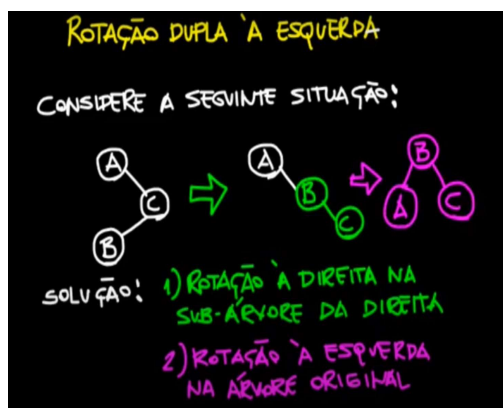 ROTAÇÃO DUPLA À ESQUERDA
CONSIDERE A SEGUINTE SITUAÇÃO:
A
C
B
A
B
C
B
A
C
SOLUÇÃO: 1) ROTAÇÃO À DIREITA NA
SUB-ÁRVORE DA DIREITA
2) ROTAÇÃO À ESQUERDA
NA ÁRVORE ORIGINAL